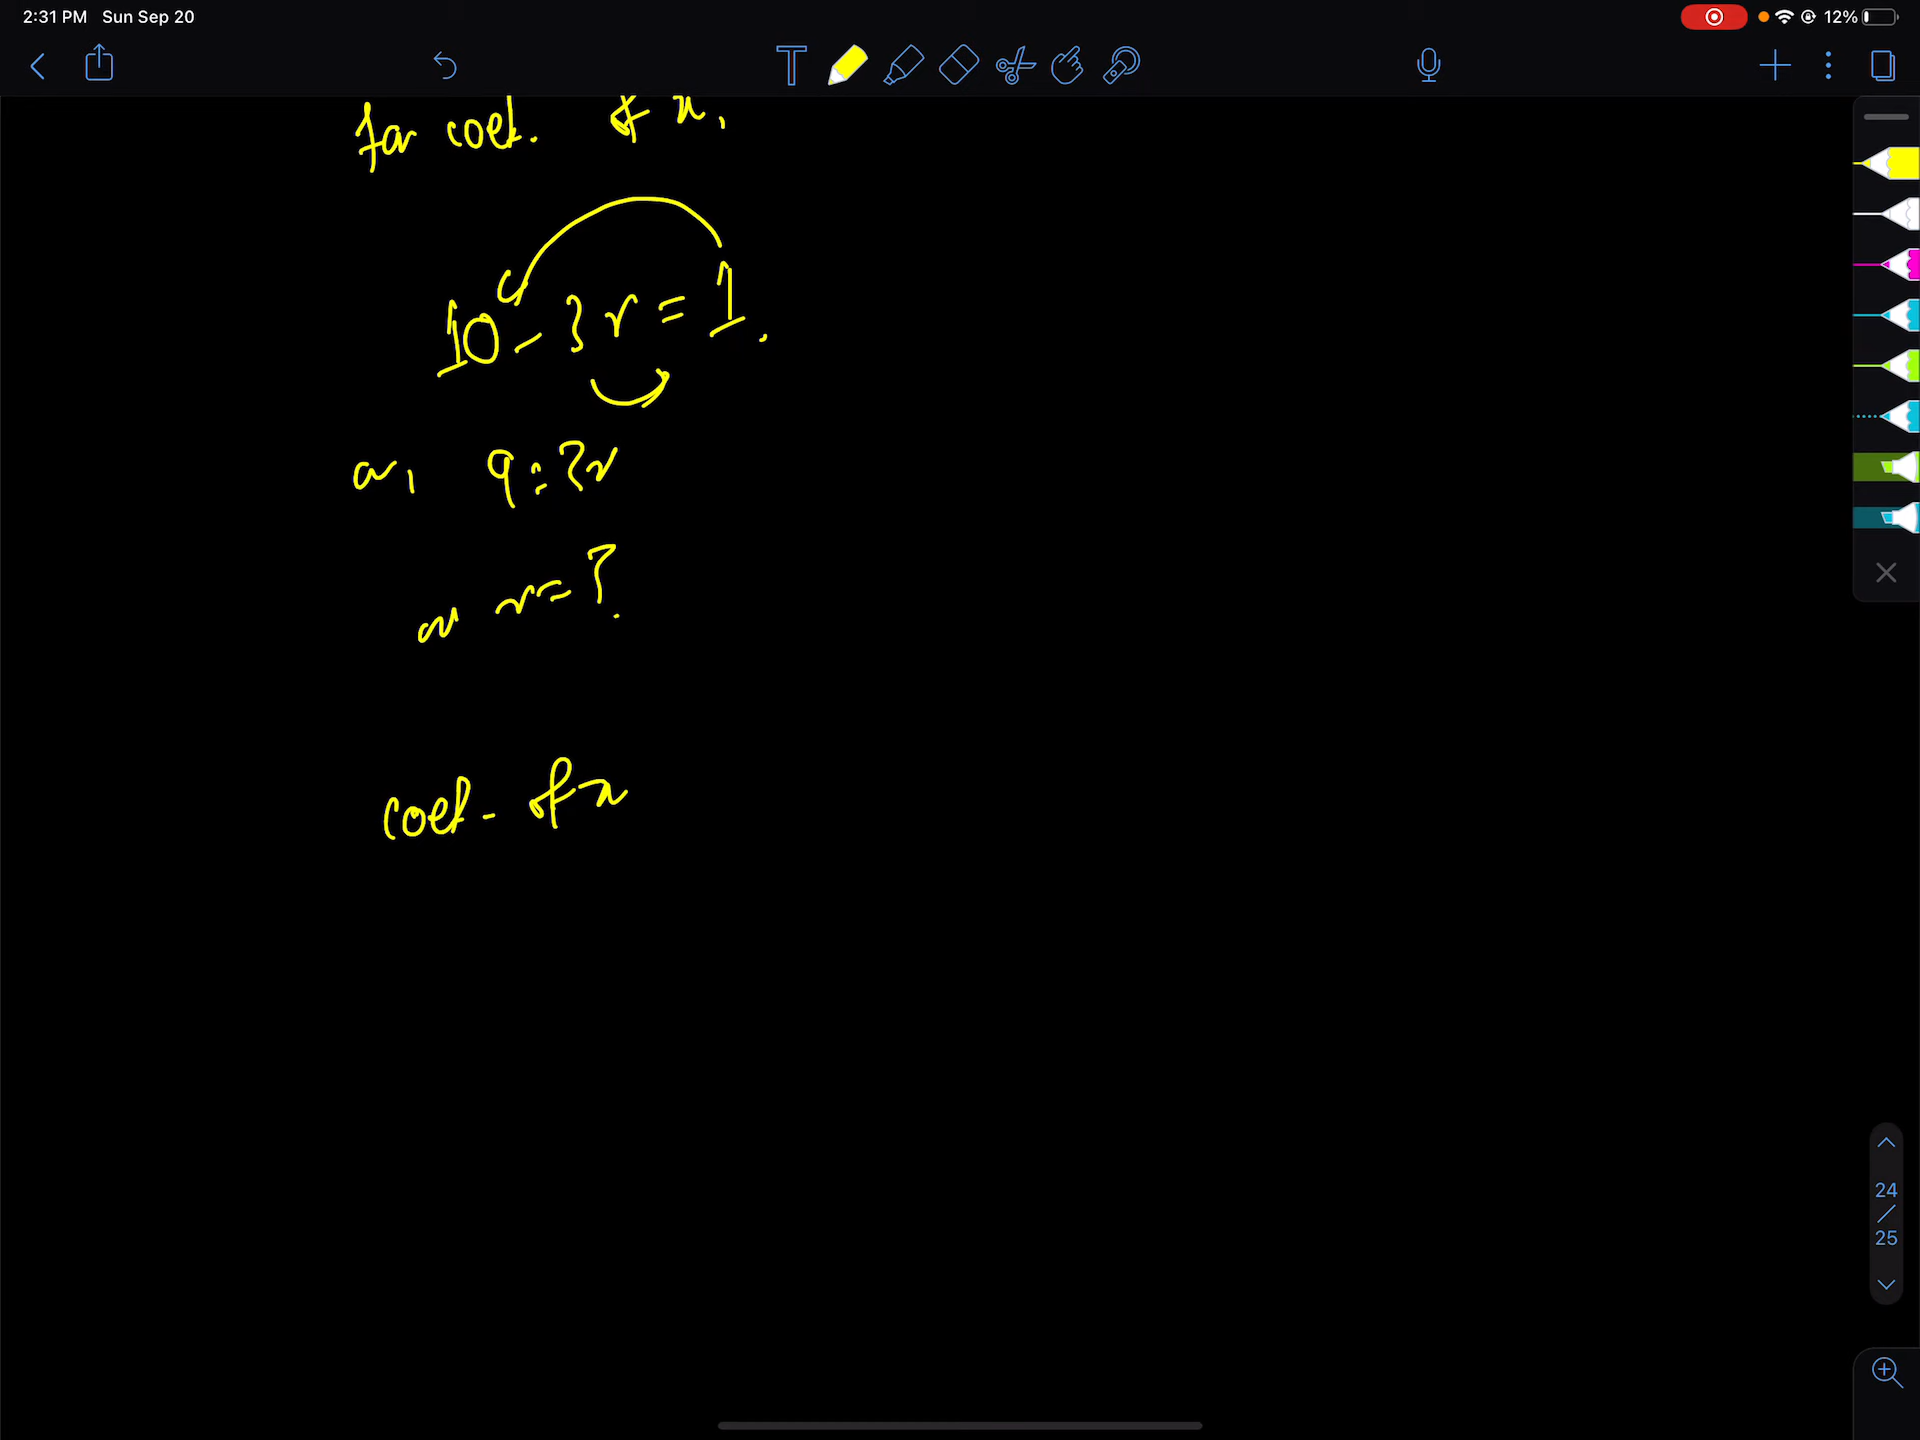 2:31 PM Sun Sep 20 12%
for coef. of x,
10 - 3r = 1.
or, 9 = 3r
or r = 3.
coef. of x
24
/
25